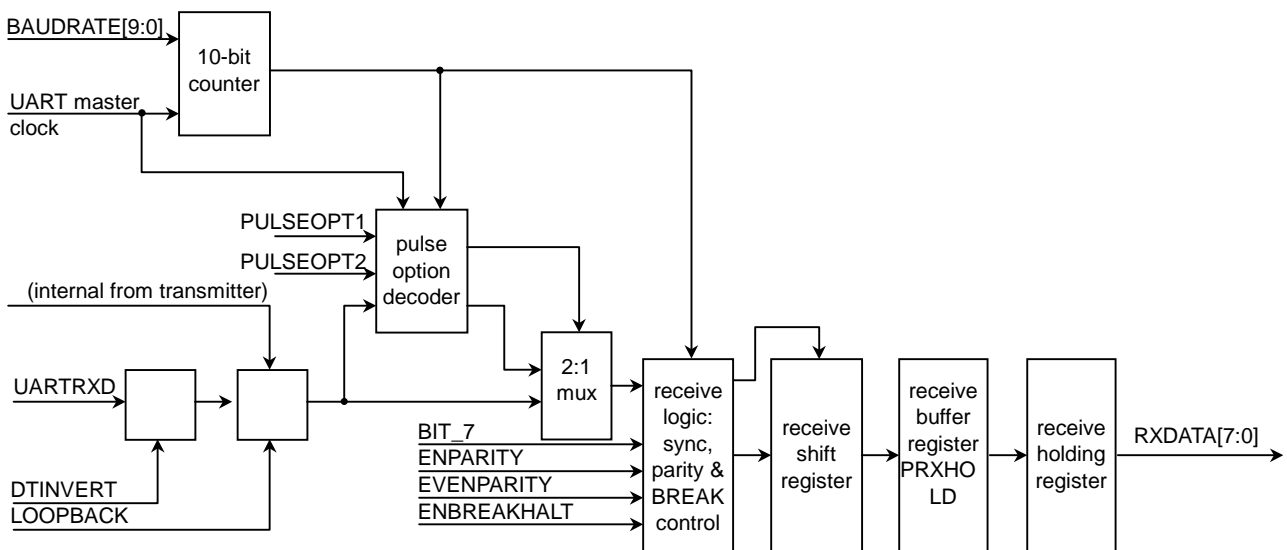 BAUDRATE[9:0]
10-bit
counter
UART master
clock
PULSEOPT1
PULSEOPT2
pulse
option
decoder
(internal from transmitter)
UARTRXD
2:1
mux
DTINVERT
LOOPBACK
BIT_7
ENPARITY
EVENPARITY
ENBREAKHALT
receive
logic:
sync,
parity &
BREAK
control
receive
shift
register
receive
buffer
register
PRXHO
LD
receive
holding
register
RXDATA[7:0]